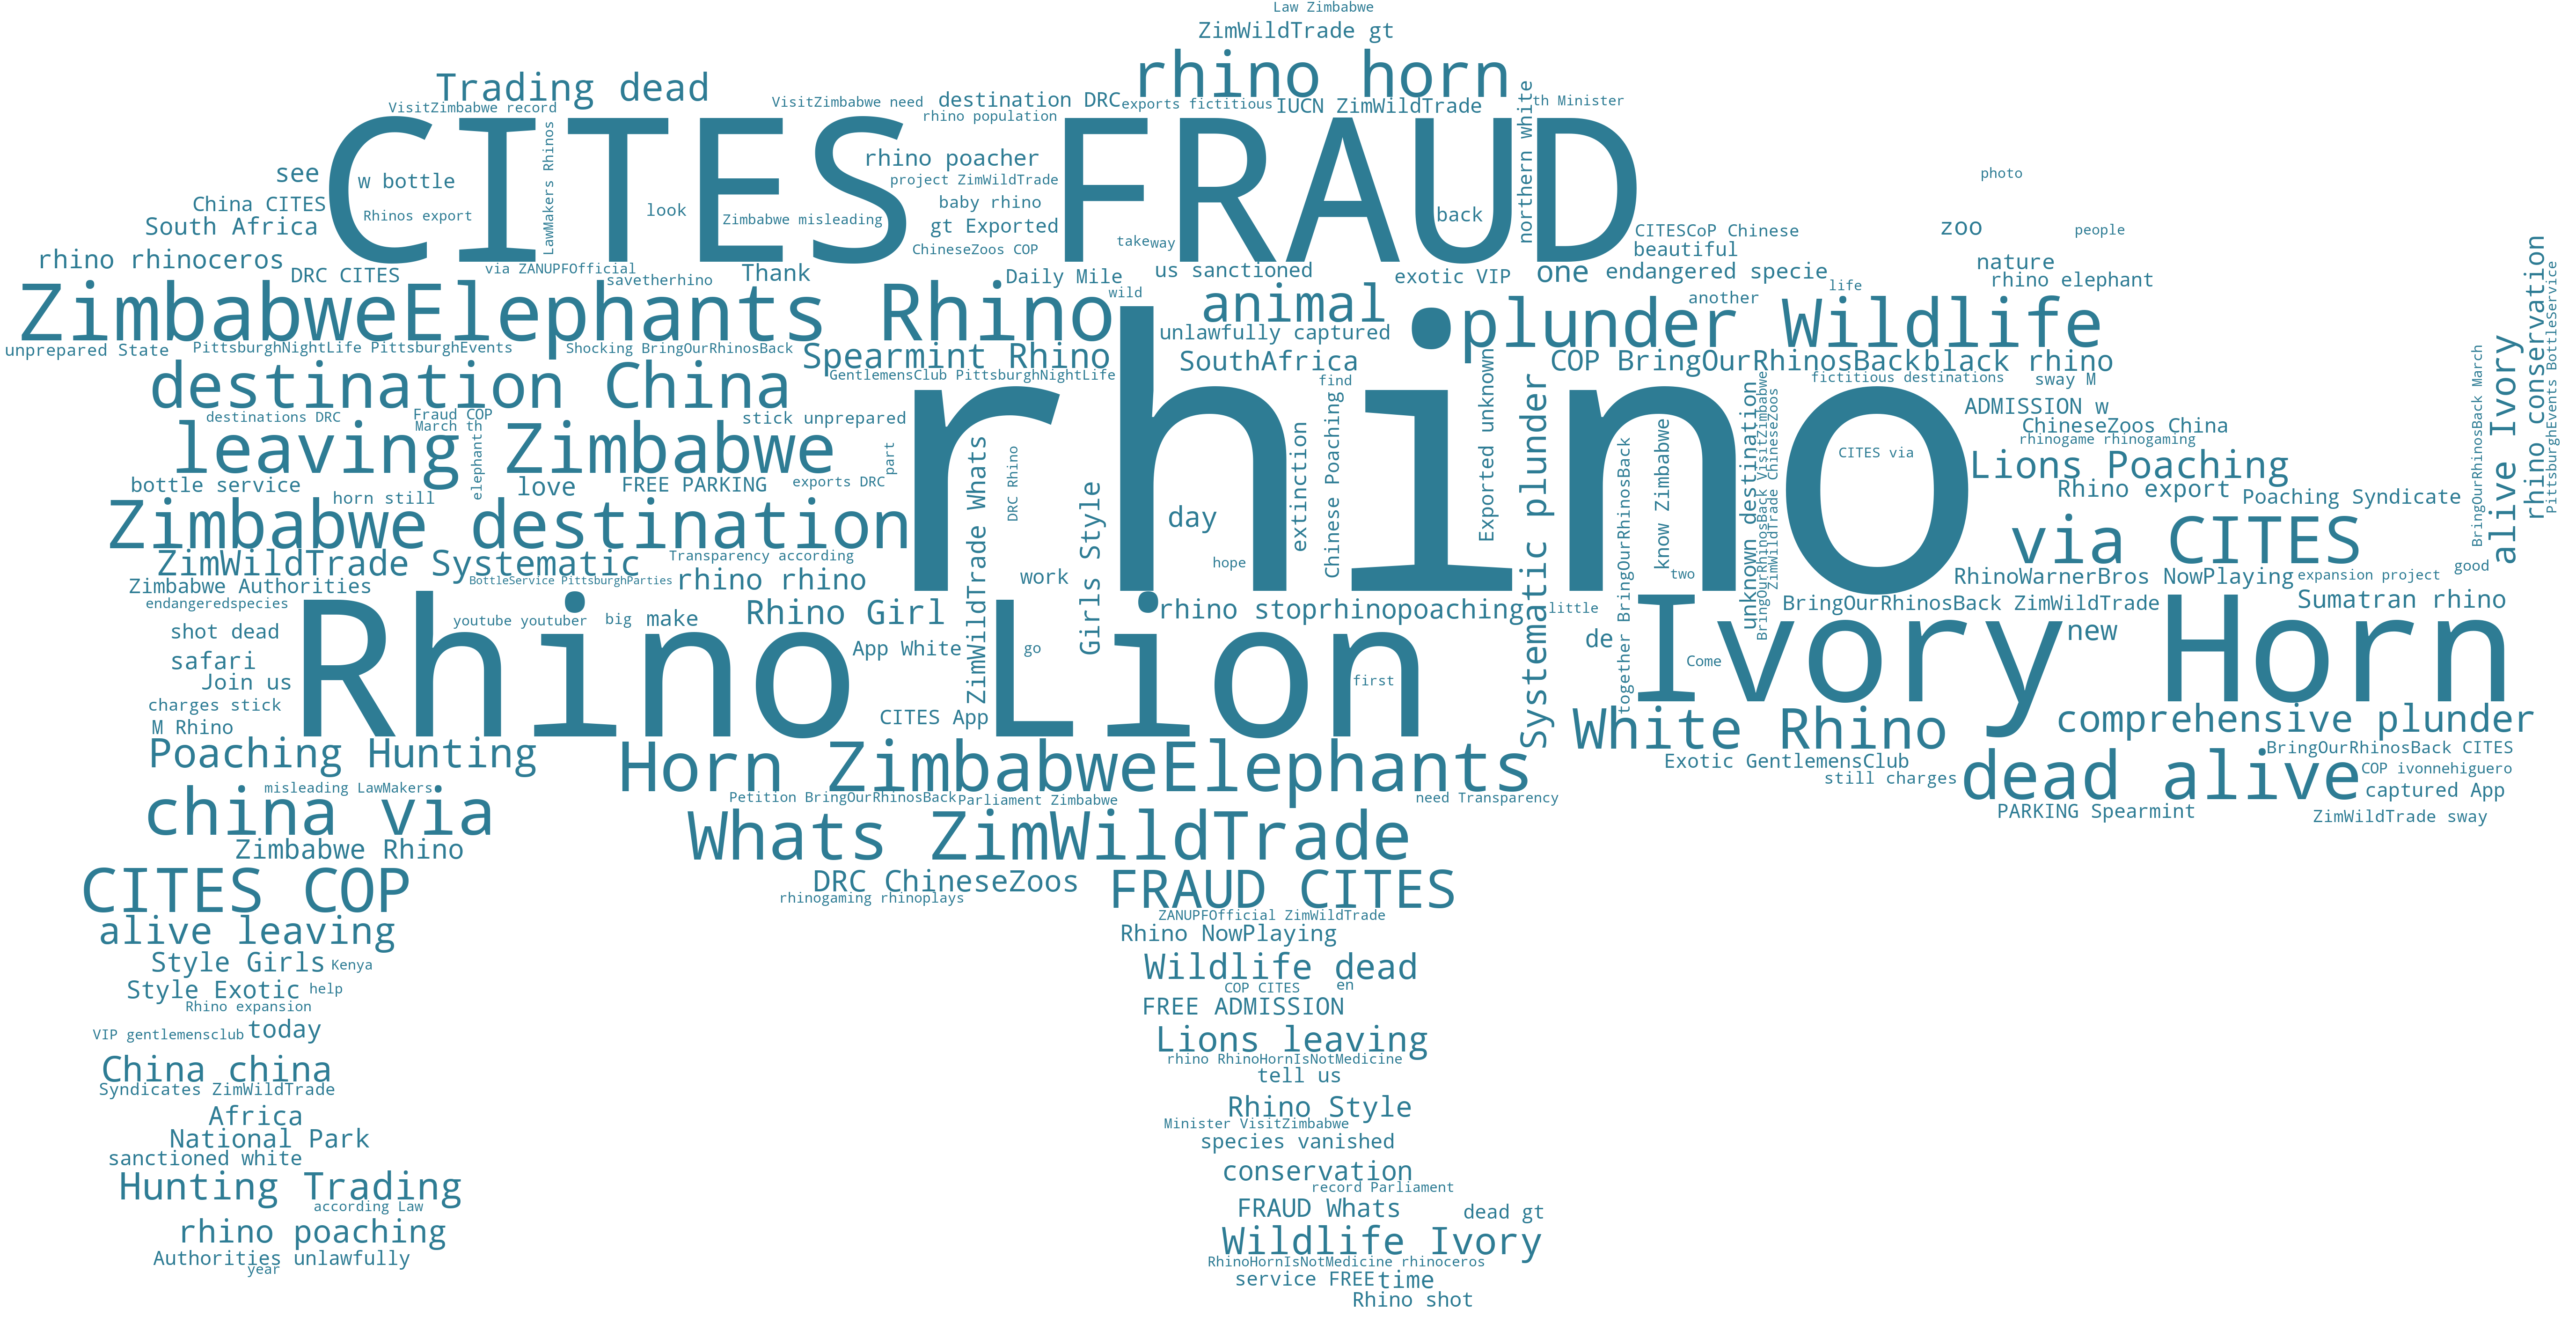 Law Zimbabwe
ZimWildTrade gt
rhino horn
Trading dead
VisitZimbabwe record
VisitZimbabwe need
destination DRC
exports fictitious
IUCN ZimWildTrade
th Minister
rhino population
CITES FRAUD
northern white
LawMakers Rhinos
rhino poacher
see
w bottle
project ZimWildTrade
photo
China CITES
Rhinos export
look
Zimbabwe misleading
baby rhino
back
South Africa
gt Exported
CITESCoP Chinese
zoo
people
takeway
ChineseZoos COP
beautiful
rhino rhinoceros
DRC CITES
via ZANUPFOfficial
savetherhino
Thank
Daily Mile
us sanctioned
exotic VIP
one
endangered specie
nature
rhino elephant
life
wild
another
ZimbabweElephants Rhino
animal
plunder Wildlife
unlawfully captured
unprepared State
PittsburghNightLife PittsburghEvents
Shocking BringOurRhinosBack
Spearmint Rhino
SouthAfrica
COP BringOurRhinosBack
black rhino
GentlemensClub PittsburghNightLife
find
fictitious destinations
sway M
destination China
destinations DRC
Fraud COP
March th
stick unprepared
ADMISSION w
ChineseZoos China
rhinogame rhinogaming
leaving Zimbabwe
elephant
part
rhino
CITES via
Lions Poaching
bottle service
horn still
love
FREE PARKING
exports DRC
Rhino export
Poaching Syndicate
ZimWildTrade Whats
DRC Rhino
Girls Style
day
hope
extinction
Chinese Poaching
Exported unknown
Systematic plunder
together BringOurRhinosBack
know Zimbabwe
two
unknown destination
BringOurRhinosBack VisitZimbabwe
ZimWildTrade ChineseZoos
BringOurRhinosBack March
alive Ivory
rhino conservation
PittsburghEvents BottleService
Zimbabwe destination
via CITES
ZimWildTrade Systematic
Transparency according
Zimbabwe Authorities
BottleService PittsburghParties
rhino rhino
work
RhinoWarnerBros NowPlaying
expansion project
good
endangeredspecies
youtube youtuber
big
make
Rhino Girl
rhino stoprhinopoaching
little
BringOurRhinosBack ZimWildTrade
Sumatran rhino
shot dead
Rhino Lion
Ivory Horn
de
new
safari
App White
go
Come
Join us
first
charges stick
M Rhino
CITES App
White Rhino
comprehensive plunder
Poaching Hunting
Horn ZimbabweElephants
Exotic GentlemensClub
BringOurRhinosBack CITES
still charges
dead alive
COP ivonnehiguero
misleading LawMakers
china via
Petition BringOurRhinosBack
Parliament Zimbabwe
need Transparency
captured App
PARKING Spearmint
ZimWildTrade sway
Whats ZimWildTrade
Zimbabwe Rhino
CITES COP
DRC ChineseZoos
rhinogaming rhinoplays
FRAUD CITES
alive leaving
ZANUPFOfficial ZimWildTrade
Rhino NowPlaying
Style Girls
Kenya
Wildlife dead
Style Exotic
help
COP CITES
en
Rhino expansion
FREE ADMISSION
VIP gentlemensclub
today
Lions leaving
rhino RhinoHornIsNotMedicine
China china
tell us
Syndicates ZimWildTrade
Africa
Rhino Style
Minister VisitZimbabwe
National Park
species vanished
sanctioned white
conservation
Hunting Trading
record Parliament
according Law
FRAUD Whats
dead gt
rhino poaching
Wildlife Ivory
Authorities unlawfully
RhinoHornIsNotMedicine rhinoceros
year
service FREE
time
Rhino shot